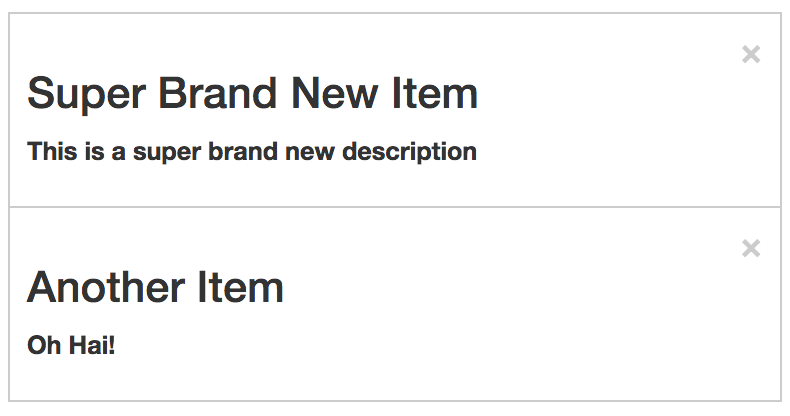 ×
Super Brand New Item
This is a super brand new description
×
Another Item
Oh Hai!